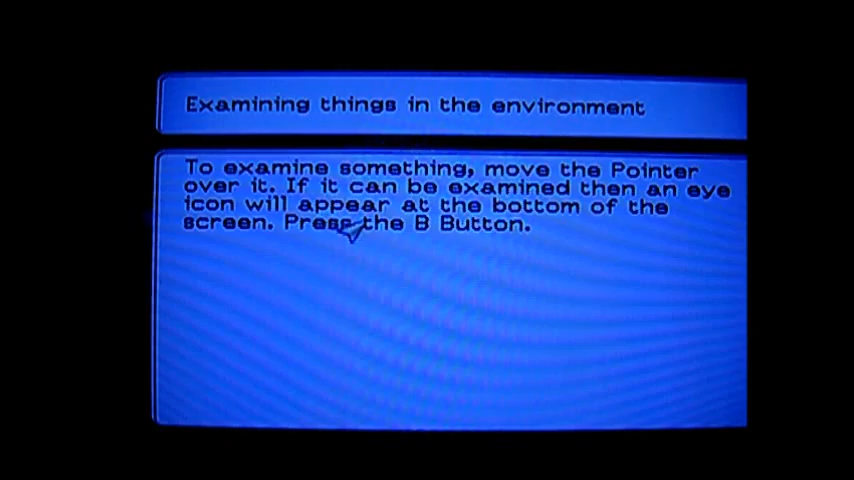 Examining things in the environment
To examine something, move the Pointer
over it. If it can be examined then an eye
icon will appear at the bottom of the
screen. Press the B Button.